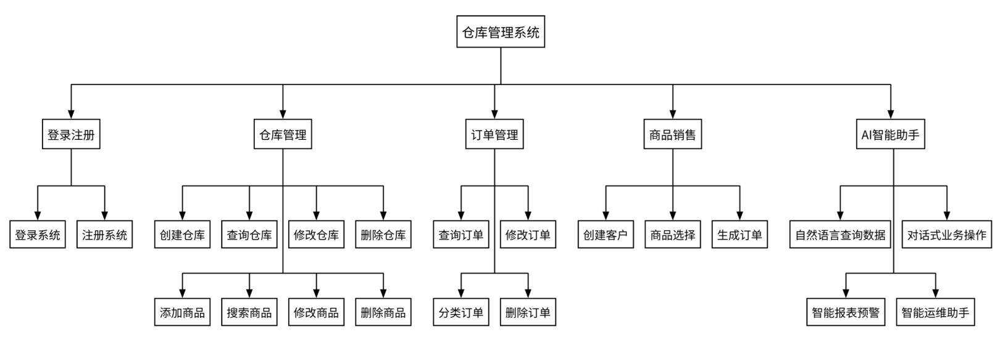 仓库管理系统
登录注册
仓库管理
订单管理
商品销售
AI智能助手
登录系统
注册系统
创建仓库
查询仓库
修改仓库
删除仓库
查询订单
修改订单
创建客户
商品选择
生成订单
自然语言查询数据
对话式业务操作
添加商品
搜索商品
修改商品
删除商品
分类订单
删除订单
智能报表预警
智能运维助手